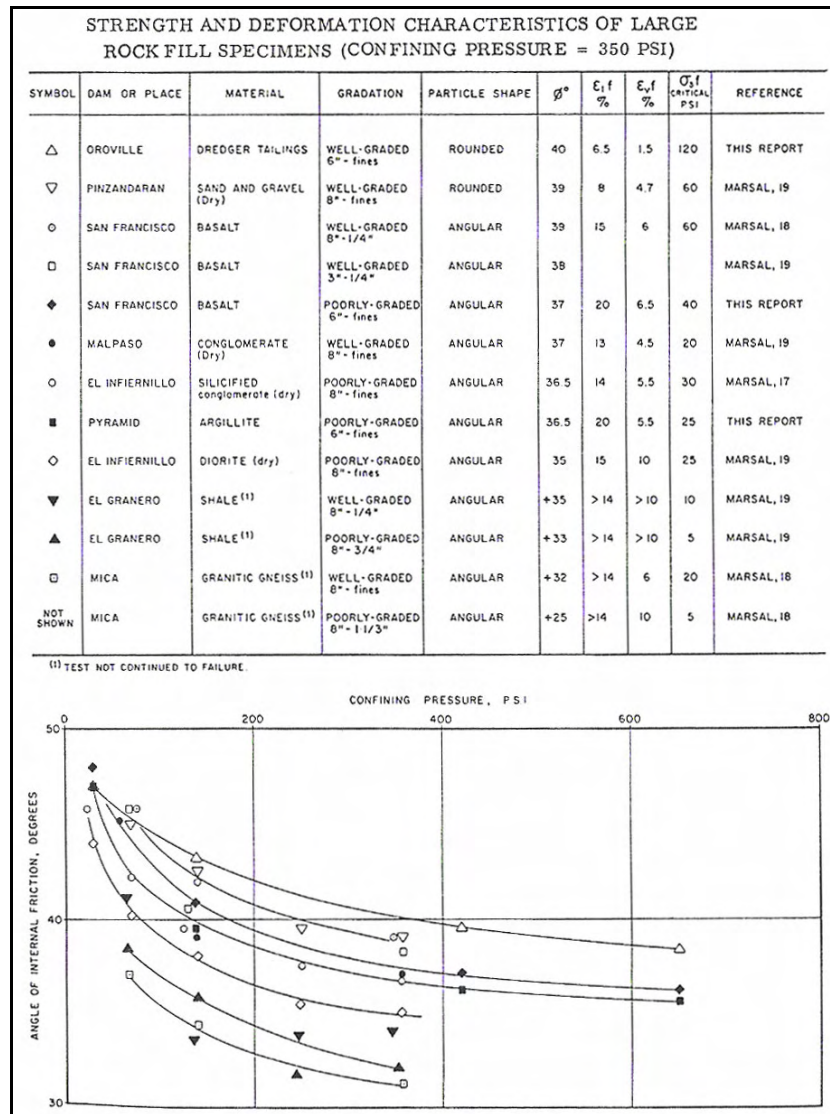 STRENGTH AND DEFORMATION CHARACTERISTICS OF LARGE
ROCK FILL SPECIMENS (CONFINING PRESSURE = 350 PSI)
SYMBOL DAM OR PLACE MATERIAL GRADATION PARTICLE SHAPE ø° ε₁f % εᵥf % σ₃f CRITICAL PSI REFERENCE
△ OROVILLE DREDGER TAILINGS WELL-GRADED ROUNDED 40 6.5 1.5 120 THIS REPORT
6"- fines
▽ PINZANDARAN SAND AND GRAVEL WELL-GRADED ROUNDED 39 8 4.7 60 MARSAL, 19
(Dry) 8"- fines
○ SAN FRANCISCO BASALT WELL-GRADED ANGULAR 39 15 6 60 MARSAL, 18
8"-1/4"
□ SAN FRANCISCO BASALT WELL-GRADED ANGULAR 38 MARSAL, 19
3"-1/4"
◆ SAN FRANCISCO BASALT POORLY-GRADED ANGULAR 37 20 6.5 40 THIS REPORT
6"- fines
● MALPASO CONGLOMERATE WELL-GRADED ANGULAR 37 13 4.5 20 MARSAL, 19
(Dry) 8"- fines
○ EL INFIERNILLO SILICIFIED POORLY-GRADED ANGULAR 36.5 14 5.5 30 MARSAL, 17
conglomerate (dry) 8"- fines
■ PYRAMID ARGILLITE POORLY-GRADED ANGULAR 36.5 20 5.5 25 THIS REPORT
6"- fines
◇ EL INFIERNILLO DIORITE (dry) POORLY-GRADED ANGULAR 35 15 10 25 MARSAL, 19
8"- fines
▼ EL GRANERO SHALE(1) WELL-GRADED ANGULAR +35 >14 >10 10 MARSAL, 19
8"-1/4"
▲ EL GRANERO SHALE(1) POORLY-GRADED ANGULAR +33 >14 >10 5 MARSAL, 19
8"-3/4"
⊡ MICA GRANITIC GNEISS(1) WELL-GRADED ANGULAR +32 >14 6 20 MARSAL, 18
8"- fines
NOT SHOWN MICA GRANITIC GNEISS(1) POORLY-GRADED ANGULAR +25 >14 10 5 MARSAL, 18
8"-1 1/3"
(1) TEST NOT CONTINUED TO FAILURE.
CONFINING PRESSURE, PSI
0 200 400 600 800
50
40
30
ANGLE OF INTERNAL FRICTION, DEGREES